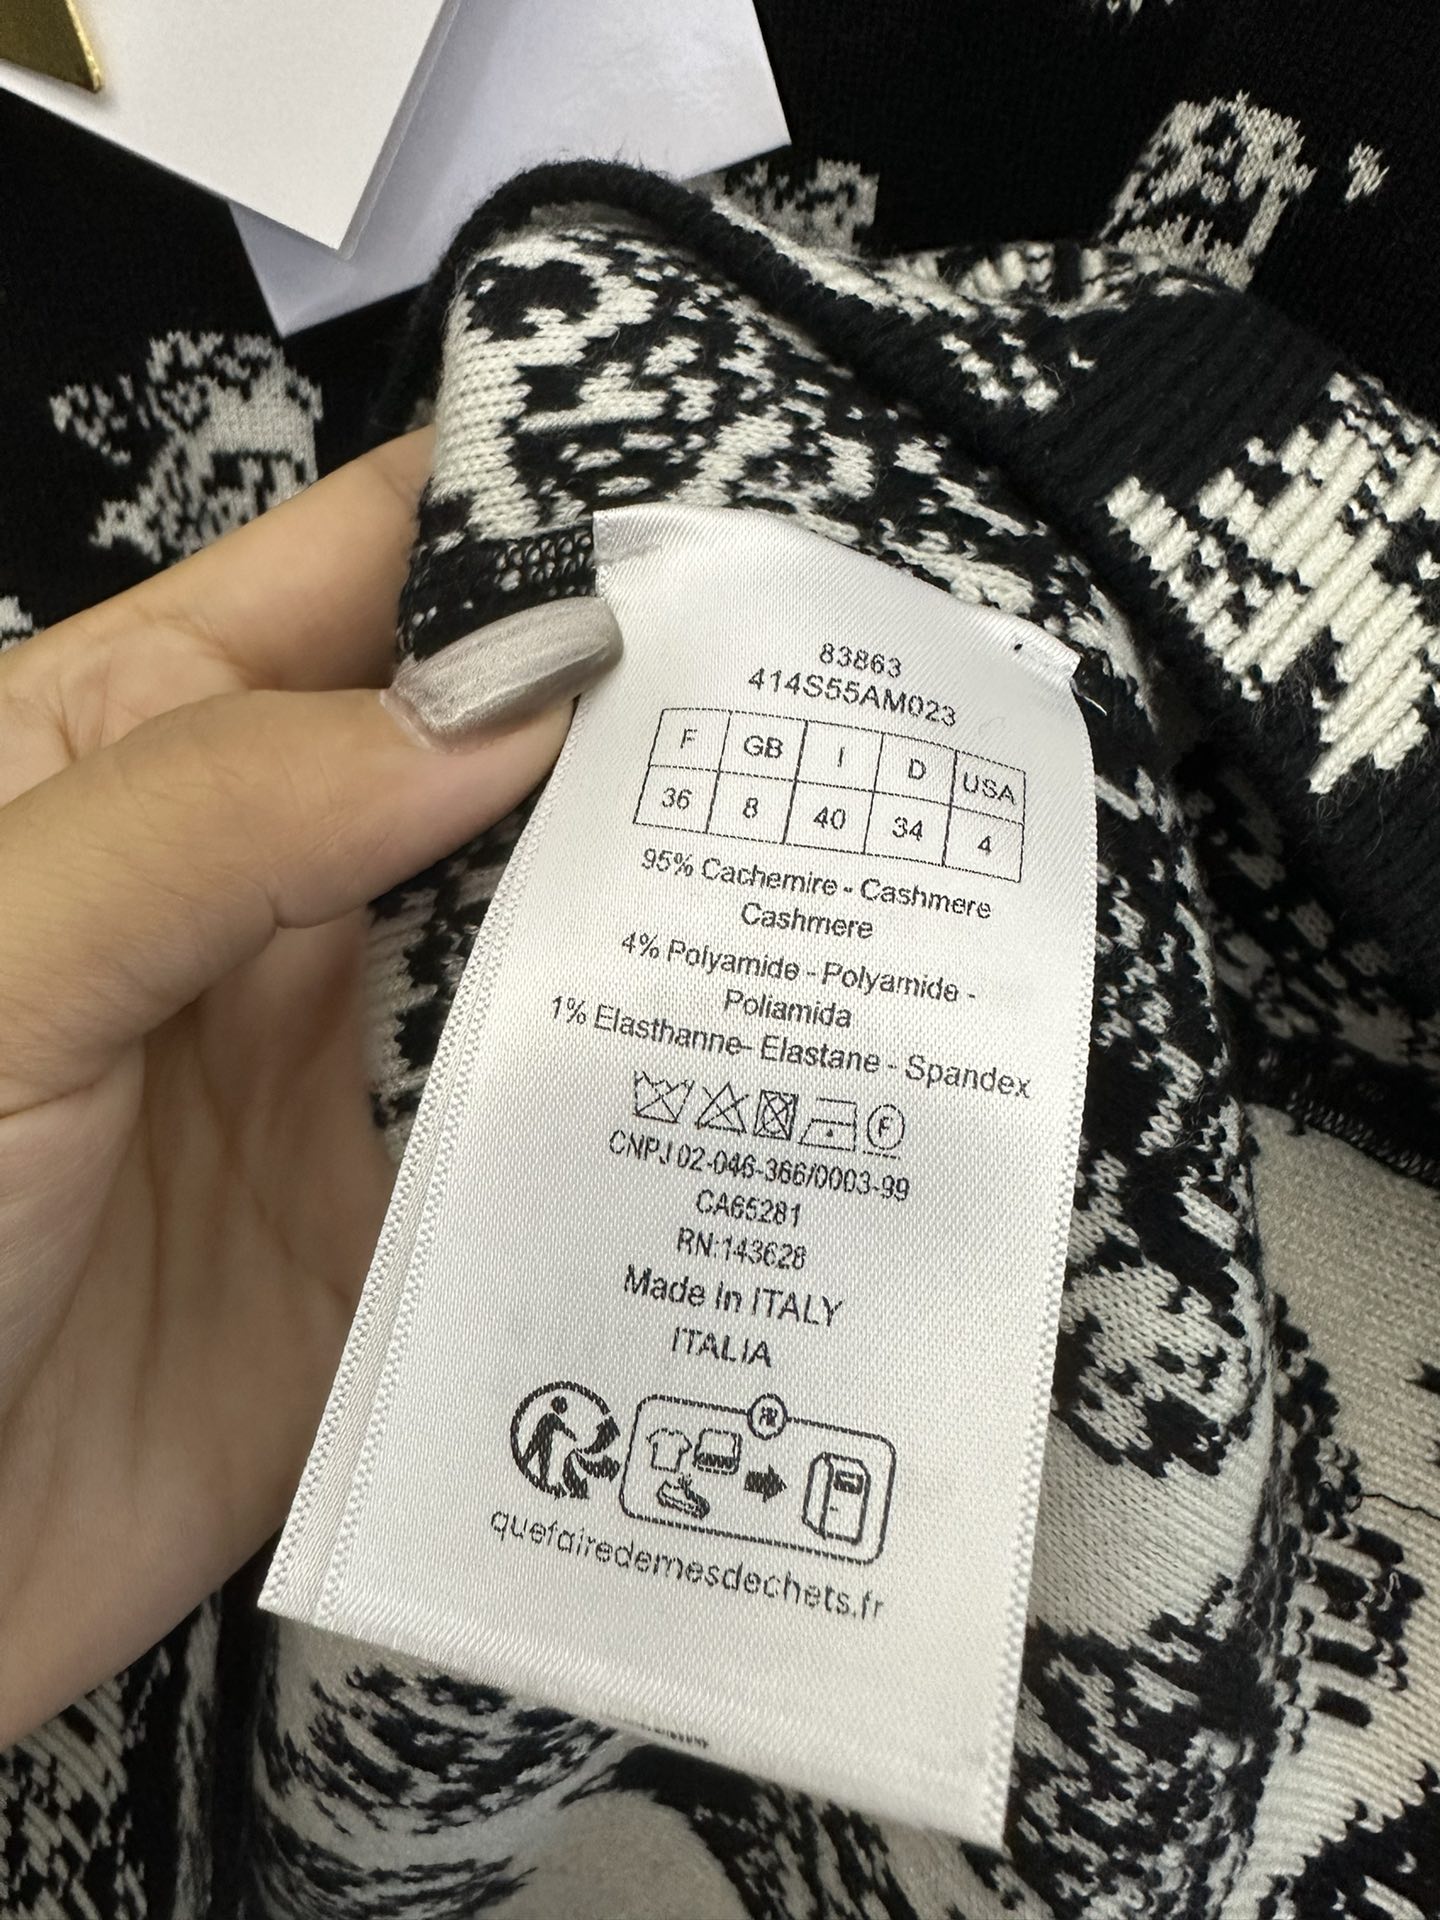 83863
414S55AM023
F GB I D USA
36 8 40 34 4
95% Cachemire - Cashmere
Cashmere
4% Polyamide - Polyamide -
Poliamida
1% Elasthanne- Elastane - Spandex
F
CNPJ 02-046-366/0003-99
CA65281
RN:143628
Made in ITALY
ITALIA
FR
quefairedemesdechets.fr